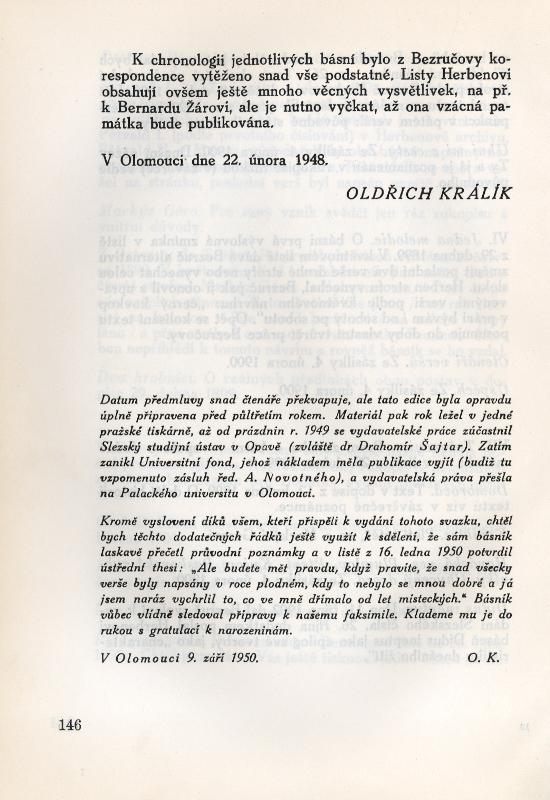 K chronologii jednotlivých básní bylo z Bezručovy ko-
respondence vytěženo snad vše podstatné. Listy Herbenovi
obsahují ovšem ještě mnoho věcných vysvětlivek, na př.
k Bernardu Žárovi, ale je nutno vyčkat, až ona vzácná pa-
mátka bude publikována.
V Olomouci dne 22. února 1948.
OLDŘICH KRÁLÍK
Datum předmluvy snad čtenáře překvapuje, ale tato edice byla opravdu
úplně připravena před půltřetím rokem. Materiál pak rok ležel v jedné
pražské tiskárně, až od prázdnin r. 1949 se vydavatelské práce zúčastnil
Slezský studijní ústav v Opavě (zvláště dr Drahomír Šajtar). Zatím
zanikl Universitní fond, jehož nákladem měla publikace vyjít (budiž tu
vzpomenuto zásluh řed. A. Novotného), a vydavatelská práva přešla
na Palackého universitu v Olomouci.
Kromě vyslovení díků všem, kteří přispěli k vydání tohoto svazku, chtěl
bych těchto dodatečných řádků ještě využít k sdělení, že sám básník
laskavě přečetl průvodní poznámky a v listě z 16. ledna 1950 potvrdil
ústřední thesi: „Ale budete mět pravdu, když pravíte, že snad všecky
verše byly napsány v roce plodném, kdy to nebylo se mnou dobré a já
jsem naráz vychrlil to, co ve mně dřímalo od let místeckých.“ Básník
vůbec vlídně sledoval přípravy k našemu faksimile. Klademe mu je do
rukou s gratulací k narozeninám.
V Olomouci 9. září 1950. O. K.
146